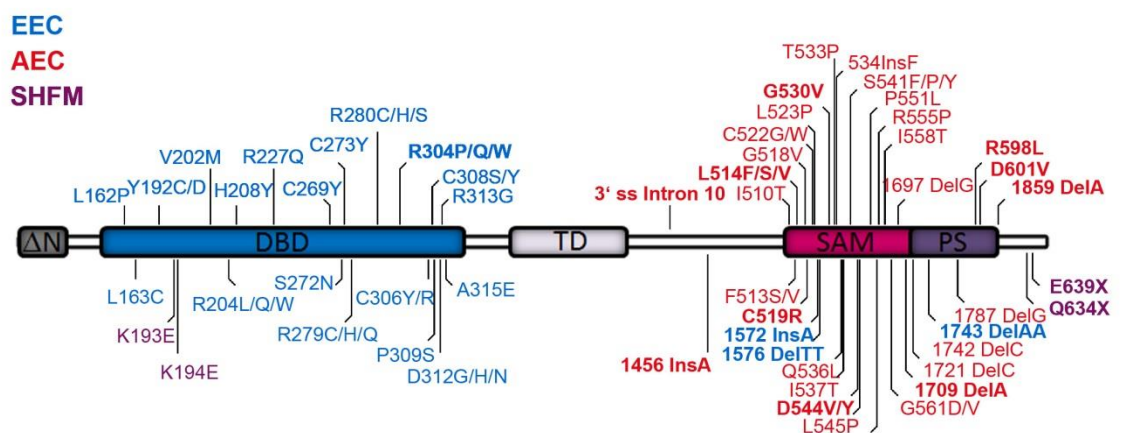 EEC
AEC
SHFM
T533P
534InsF
S541F/P/Y
G530V
P551L
L523P
R555P
R280C/H/S
C522G/W
I558T
C273Y
R304P/Q/W
G518V
R598L
V202M
R227Q
C308S/Y
L514F/S/V
1697 DelG
D601V
L162P
Y192C/D
H208Y
C269Y
R313G
3‘ ss Intron 10
I510T
1859 DelA
ΔN
DBD
TD
SAM
PS
L163C
R204L/Q/W
S272N
C306Y/R
A315E
F513S/V
E639X
K193E
R279C/H/Q
C519R
1787 DelG
Q634X
1572 InsA
1743 DelAA
P309S
1576 DelTT
1742 DelC
K194E
D312G/H/N
1456 InsA
Q536L
1721 DelC
I537T
1709 DelA
D544V/Y
G561D/V
L545P